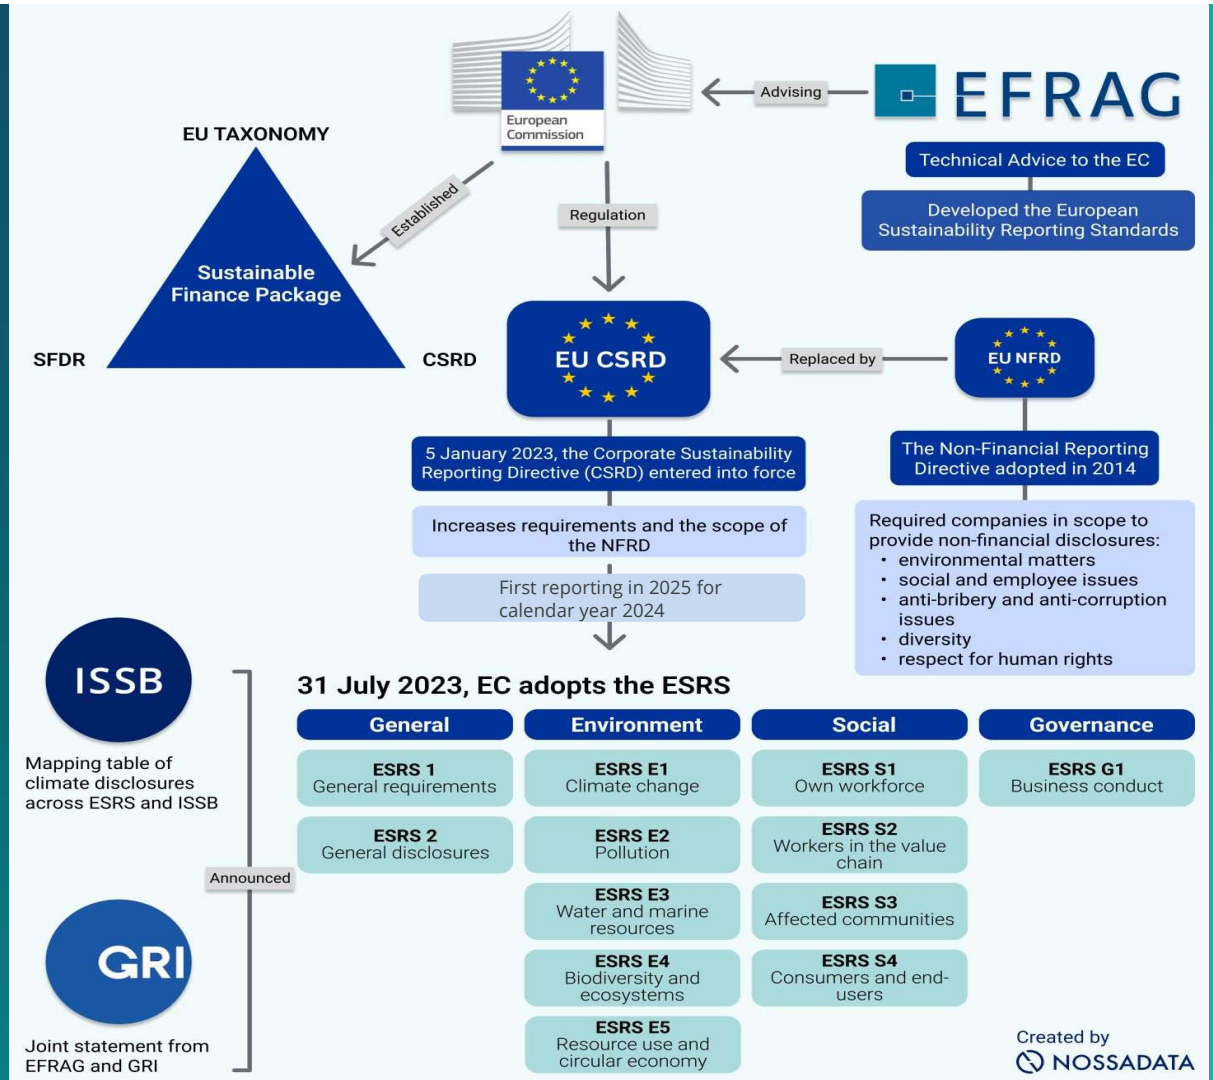 European
Commission
Advising
EFRAG
Technical Advice to the EC
Developed the European
Sustainability Reporting Standards
EU TAXONOMY
Established
Regulation
Sustainable
Finance Package
SFDR
CSRD
EU CSRD
Replaced by
EU NFRD
5 January 2023, the Corporate Sustainability
Reporting Directive (CSRD) entered into force
Increases requirements and the scope of
the NFRD
First reporting in 2025 for
calendar year 2024
The Non-Financial Reporting
Directive adopted in 2014
Required companies in scope to
provide non-financial disclosures:
• environmental matters
• social and employee issues
• anti-bribery and anti-corruption
issues
• diversity
• respect for human rights
ISSB
Mapping table of
climate disclosures
across ESRS and ISSB
Announced
GRI
Joint statement from
EFRAG and GRI
31 July 2023, EC adopts the ESRS
General
ESRS 1
General requirements
ESRS 2
General disclosures
Environment
ESRS E1
Climate change
ESRS E2
Pollution
ESRS E3
Water and marine
resources
ESRS E4
Biodiversity and
ecosystems
ESRS E5
Resource use and
circular economy
Social
ESRS S1
Own workforce
ESRS S2
Workers in the value
chain
ESRS S3
Affected communities
ESRS S4
Consumers and end-
users
Governance
ESRS G1
Business conduct
Created by
NOSSADATA